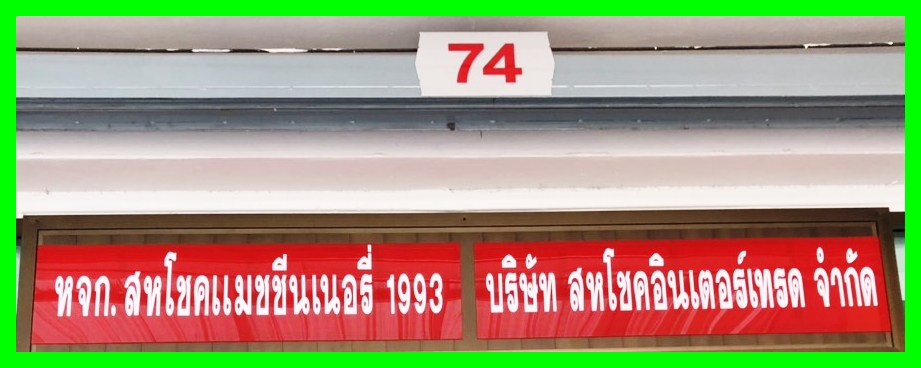 74
หจก. สหโชคแมชชีนเนอรี่ 1993
บริษัท สหโชคอินเตอร์เทรด จำกัด